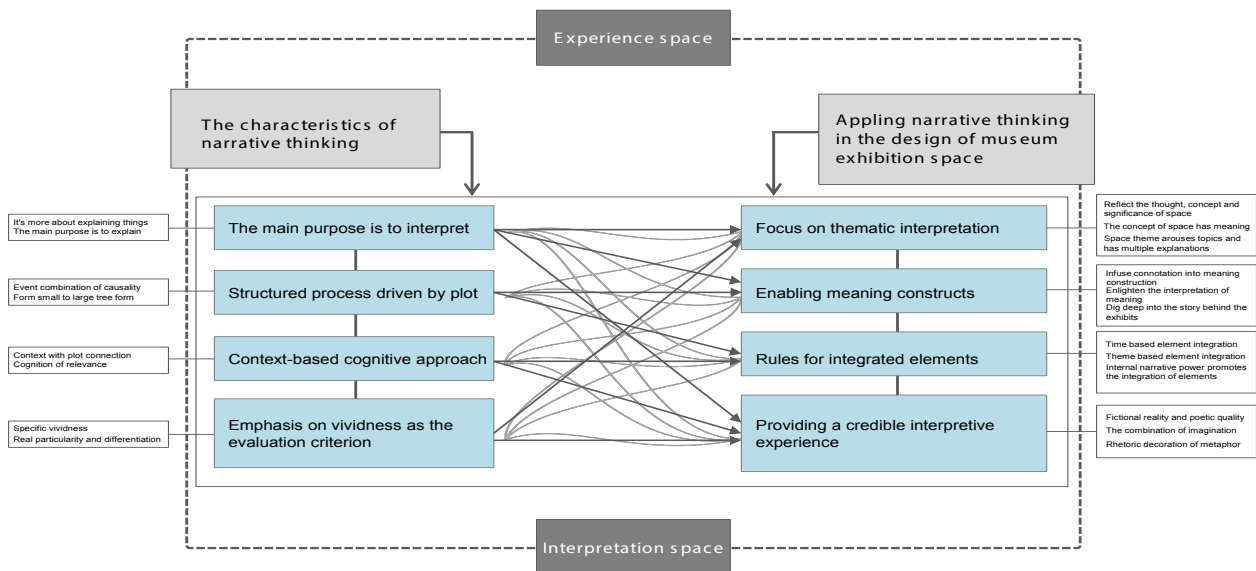 Experience space
The characteristics of
narrative thinking
Appling narrative thinking
in the design of museum
exhibition space
It's more about explaining things
The main purpose is to explain
The main purpose is to interpret
Focus on thematic interpretation
Reflect the thought, concept and
significance of space
The concept of space has meaning
Space theme arouses topics and
has multiple explanations
Event combination of causality
Form small to large tree form
Structured process driven by plot
Enabling meaning constructs
Infuse connotation into meaning
construction
Enlighten the interpretation of
meaning
Dig deep into the story behind the
exhibits
Context with plot connection
Cognition of relevance
Context-based cognitive approach
Rules for integrated elements
Time based element integration
Theme based element integration
Internal narrative power promotes
the integration of elements
Specific vividness
Real particularity and differentiation
Emphasis on vividness as the
evaluation criterion
Providing a credible interpretive
experience
Fictional reality and poetic quality
The combination of imagination
Rhetoric decoration of metaphor
Interpretation space